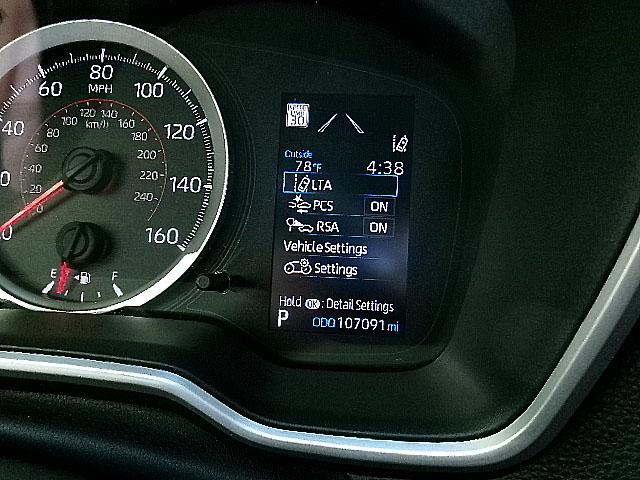 40
60
80
100
120
140
160
MPH
20
40
60
80
100
120
140
160
180
200
220
240
km/h
E
F
SPEED
LIMIT
30
Outside
78°F 4:38
LTA
PCS ON
RSA ON
Vehicle Settings
Settings
Hold OK : Detail Settings
P ODO 107091 mi